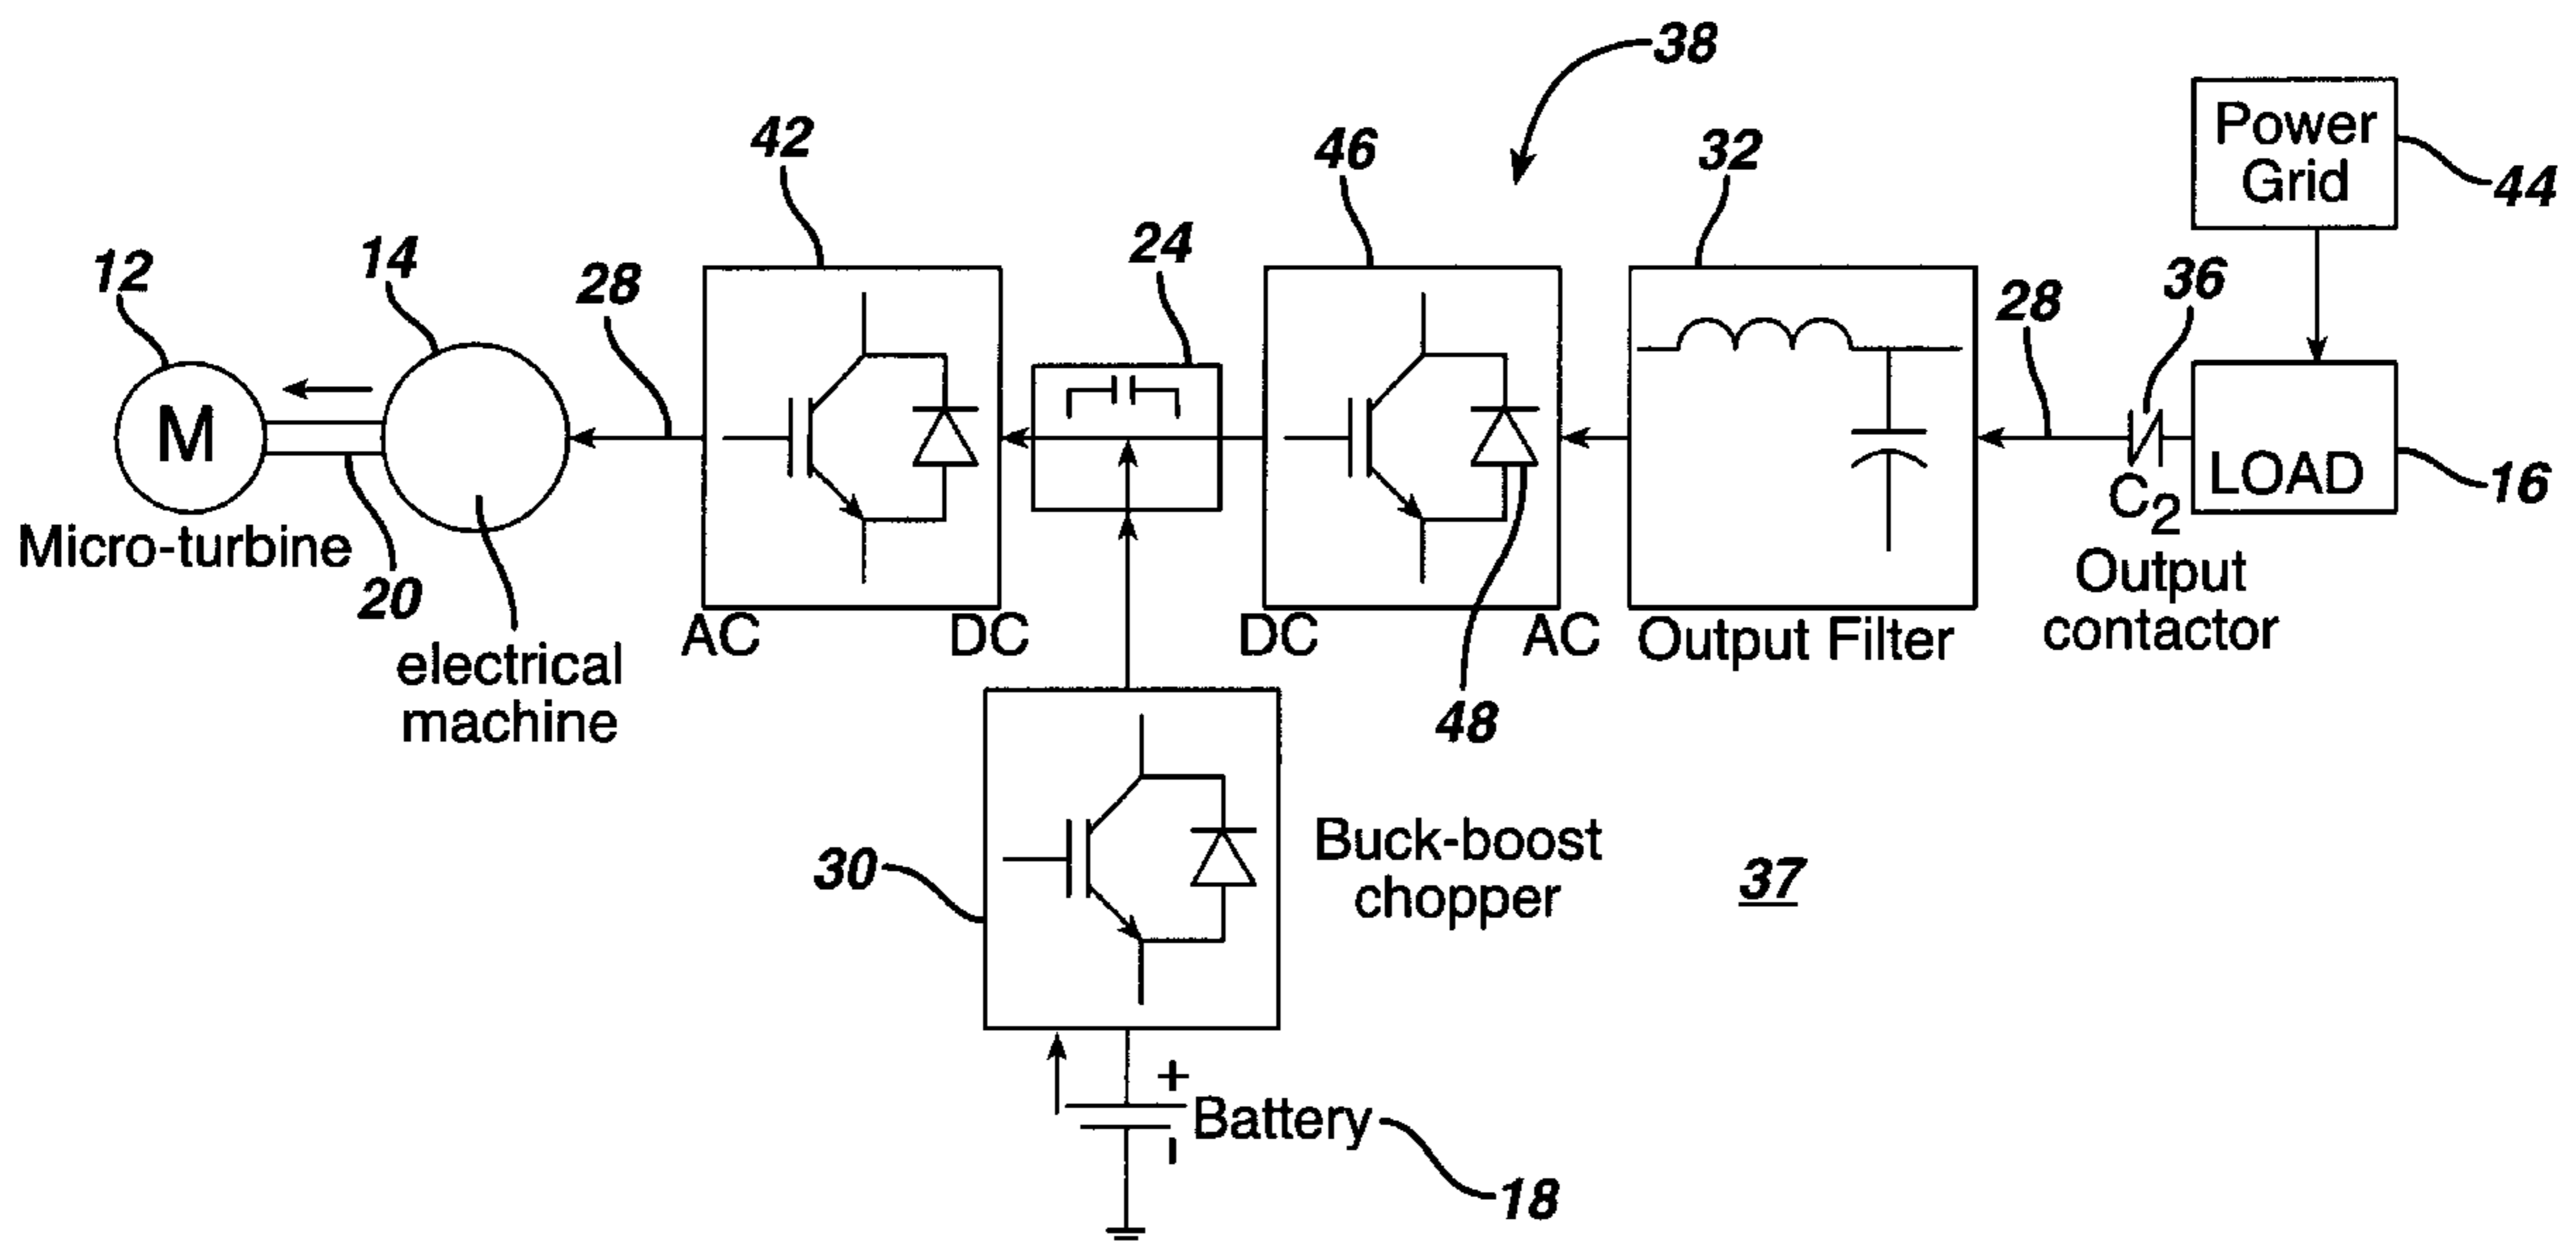 38
Power
Grid
44
42
46
32
12
14
28
24
28
36
M
LOAD
16
C2
Micro-turbine
20
AC
DC
DC
AC
Output Filter
Output
contactor
electrical
machine
48
30
Buck-boost
chopper
37
+
Battery
18